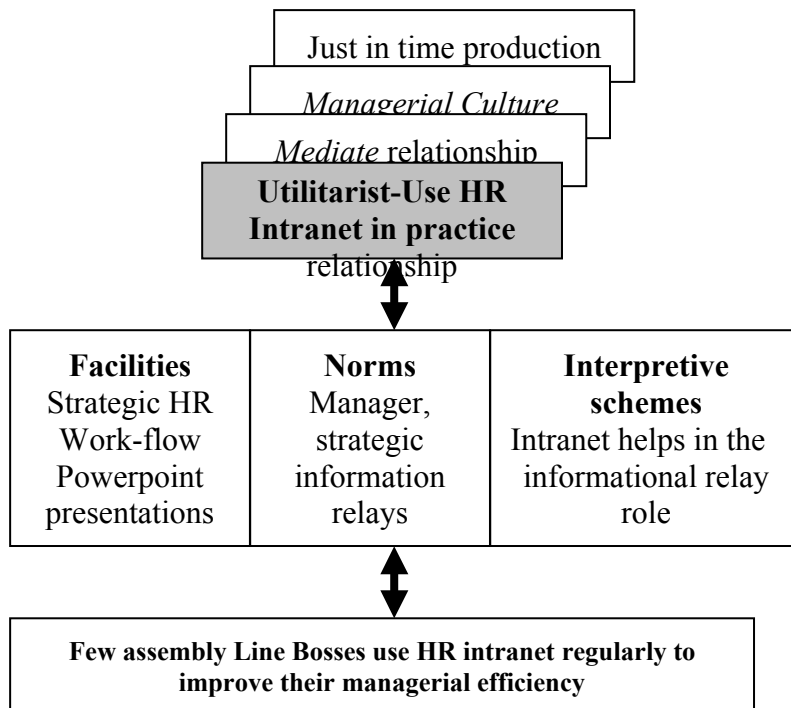 Just in time production
Managerial Culture
Mediate relationship
Utilitarist-Use HR
Intranet in practice
relationship
Facilities
Strategic HR
Work-flow
Powerpoint
presentations
Norms
Manager,
strategic
information
relays
Interpretive
schemes
Intranet helps in the
informational relay
role
Few assembly Line Bosses use HR intranet regularly to
improve their managerial efficiency